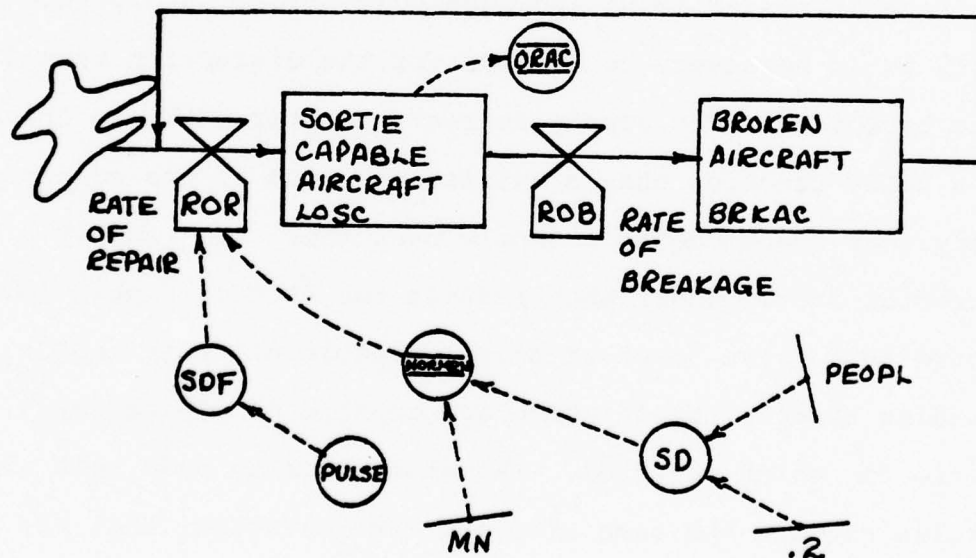 ORAC
SORTIE
CAPABLE
AIRCRAFT
LOSC
BROKEN
AIRCRAFT
BRKAC
ROR
ROB
RATE
OF
REPAIR
RATE
OF
BREAKAGE
SDF
NORMRN
PEOPL
PULSE
SD
MN
.2